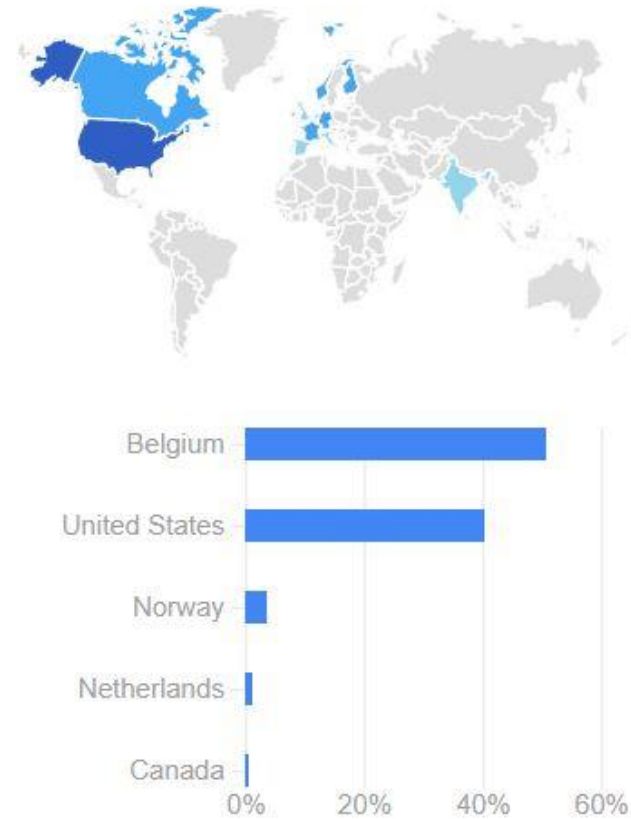 Belgium
United States
Norway
Netherlands
Canada
0% 20% 40% 60%